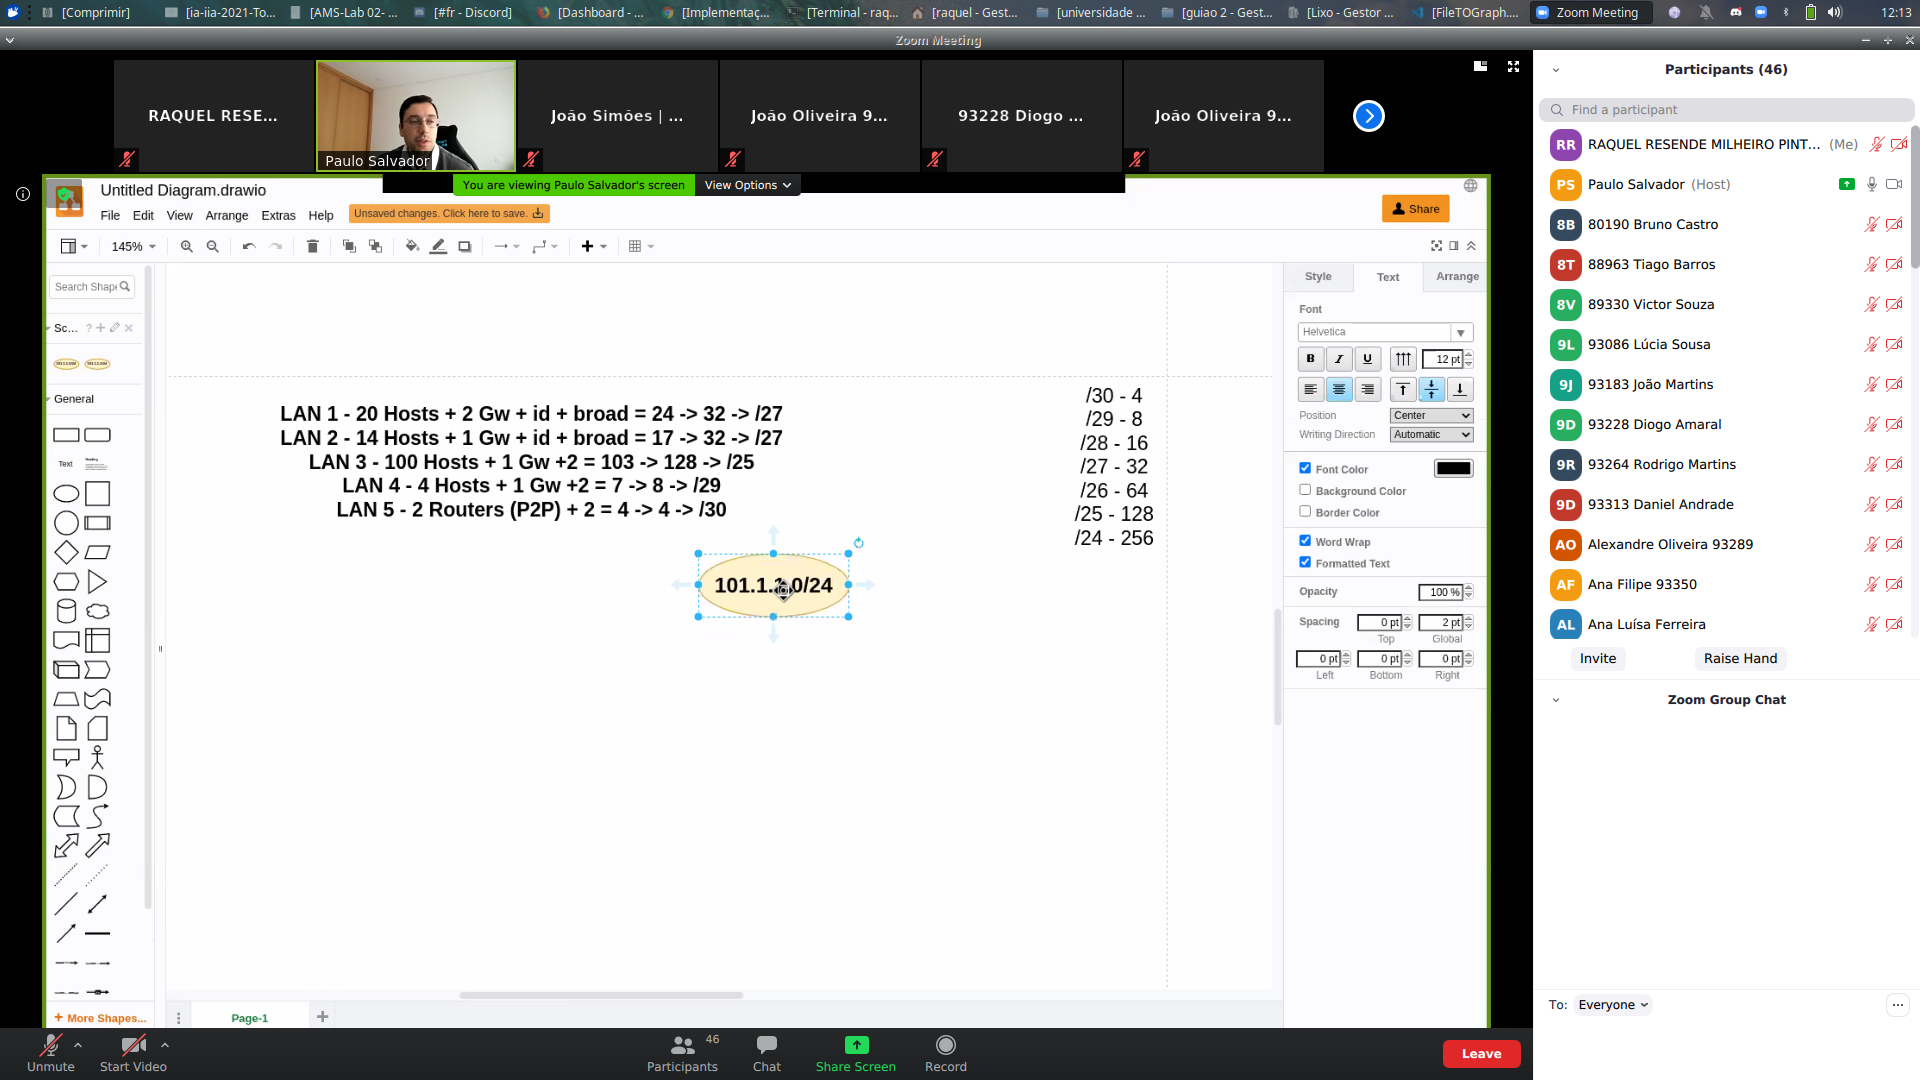 [Comprimir]
[ia-iia-2021-To...
[AMS-Lab 02- ...
[#fr - Discord]
[Dashboard - ...
[Implementaç...
[Terminal - raq...
[raquel - Gest...
[universidade ...
[guiao 2 - Gest...
[Lixo - Gestor ...
[FileTOGraph....
Zoom Meeting
12:13
Zoom Meeting
RAQUEL RESE...
Paulo Salvador
João Simões | ...
João Oliveira 9...
93228 Diogo ...
João Oliveira 9...
You are viewing Paulo Salvador's screen
View Options
Untitled Diagram.drawio
File
Edit
View
Arrange
Extras
Help
Unsaved changes. Click here to save.
Share
145%
Search Shap
Sc...
?
General
Text
Heading
More Shapes...
LAN 1 - 20 Hosts + 2 Gw + id + broad = 24 -> 32 -> /27
LAN 2 - 14 Hosts + 1 Gw + id + broad = 17 -> 32 -> /27
LAN 3 - 100 Hosts + 1 Gw +2 = 103 -> 128 -> /25
LAN 4 - 4 Hosts + 1 Gw +2 = 7 -> 8 -> /29
LAN 5 - 2 Routers (P2P) + 2 = 4 -> 4 -> /30
/30 - 4
/29 - 8
/28 - 16
/27 - 32
/26 - 64
/25 - 128
/24 - 256
101.1.1.0/24
Page-1
Style
Text
Arrange
Font
Helvetica
B
I
U
12 pt
Position
Center
Writing Direction
Automatic
Font Color
Background Color
Border Color
Word Wrap
Formatted Text
Opacity
100 %
Spacing
0 pt
2 pt
Top
Global
0 pt
0 pt
0 pt
Left
Bottom
Right
Participants (46)
Find a participant
RR
RAQUEL RESENDE MILHEIRO PINT... (Me)
PS
Paulo Salvador (Host)
8B
80190 Bruno Castro
8T
88963 Tiago Barros
8V
89330 Victor Souza
9L
93086 Lúcia Sousa
9J
93183 João Martins
9D
93228 Diogo Amaral
9R
93264 Rodrigo Martins
9D
93313 Daniel Andrade
AO
Alexandre Oliveira 93289
AF
Ana Filipe 93350
AL
Ana Luísa Ferreira
Invite
Raise Hand
Zoom Group Chat
To:
Everyone
Unmute
Start Video
Participants
46
Chat
Share Screen
Record
Leave